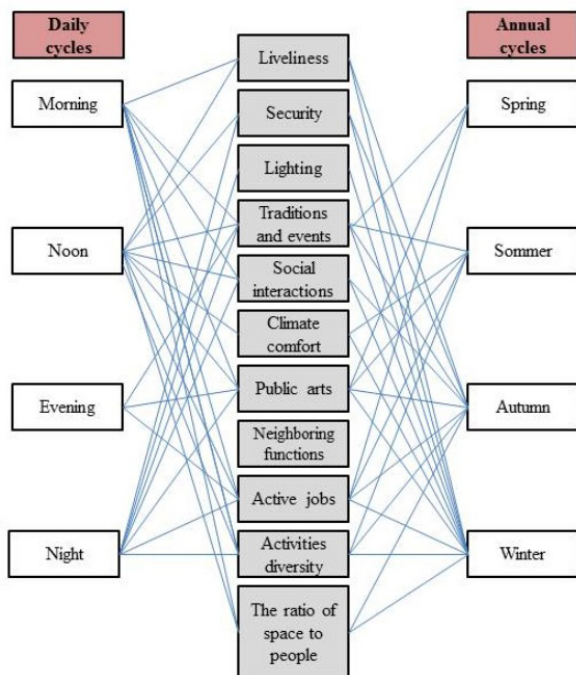 Daily
cycles
Morning
Noon
Evening
Night
Liveliness
Security
Lighting
Traditions
and events
Social
interactions
Climate
comfort
Public arts
Neighboring
functions
Active jobs
Activities
diversity
The ratio of
space to
people
Annual
cycles
Spring
Sommer
Autumn
Winter